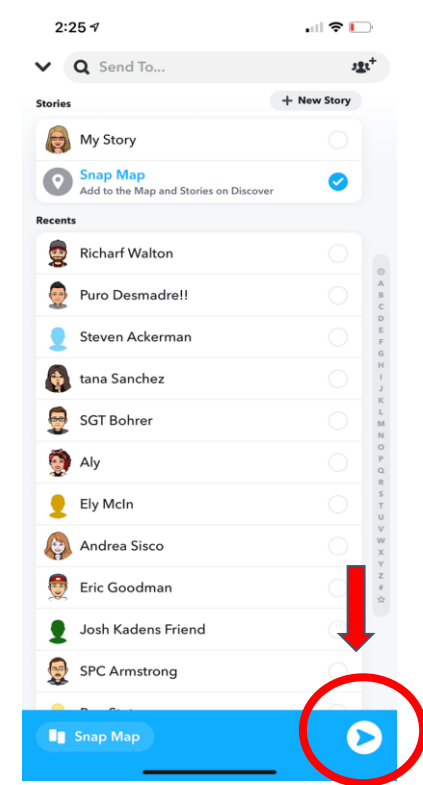 2:25
Send To...
Stories
+ New Story
My Story
Snap Map
Add to the Map and Stories on Discover
Recents
Richarf Walton
Puro Desmadre!!
Steven Ackerman
tana Sanchez
SGT Bohrer
Aly
Ely McIn
Andrea Sisco
Eric Goodman
Josh Kadens Friend
SPC Armstrong
Snap Map
A
B
C
D
E
F
G
H
I
J
K
L
M
N
O
P
Q
R
S
T
U
V
W
X
Y
Z
#